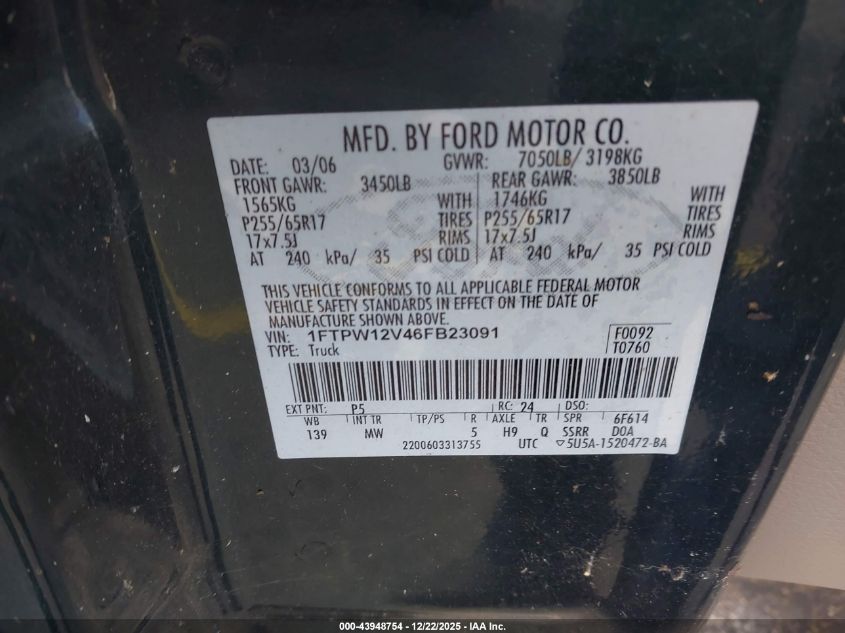 MFD. BY FORD MOTOR CO.
DATE: 03/06 GVWR: 7050LB/ 3198KG
FRONT GAWR: 3450LB REAR GAWR: 3850LB
1565KG WITH 1746KG WITH
P255/65R17 TIRES P255/65R17 TIRES
17x7.5J RIMS 17x7.5J RIMS
AT 240 kPa/ 35 PSI COLD AT 240 kPa/ 35 PSI COLD
THIS VEHICLE CONFORMS TO ALL APPLICABLE FEDERAL MOTOR
VEHICLE SAFETY STANDARDS IN EFFECT ON THE DATE OF
MANUFACTURE SHOWN ABOVE.
VIN: 1FTPW12V46FB23091 F0092
TYPE: Truck T0760
EXT PNT: P5 RC: 24 DSO:
WB INT TR TP/PS R AXLE TR SPR 6F614
139 MW 5 H9 Q SSRR DOA
2200603313755 UTC 5U5A-1520472-BA
000-43948754 - 12/22/2025 - IAA Inc.